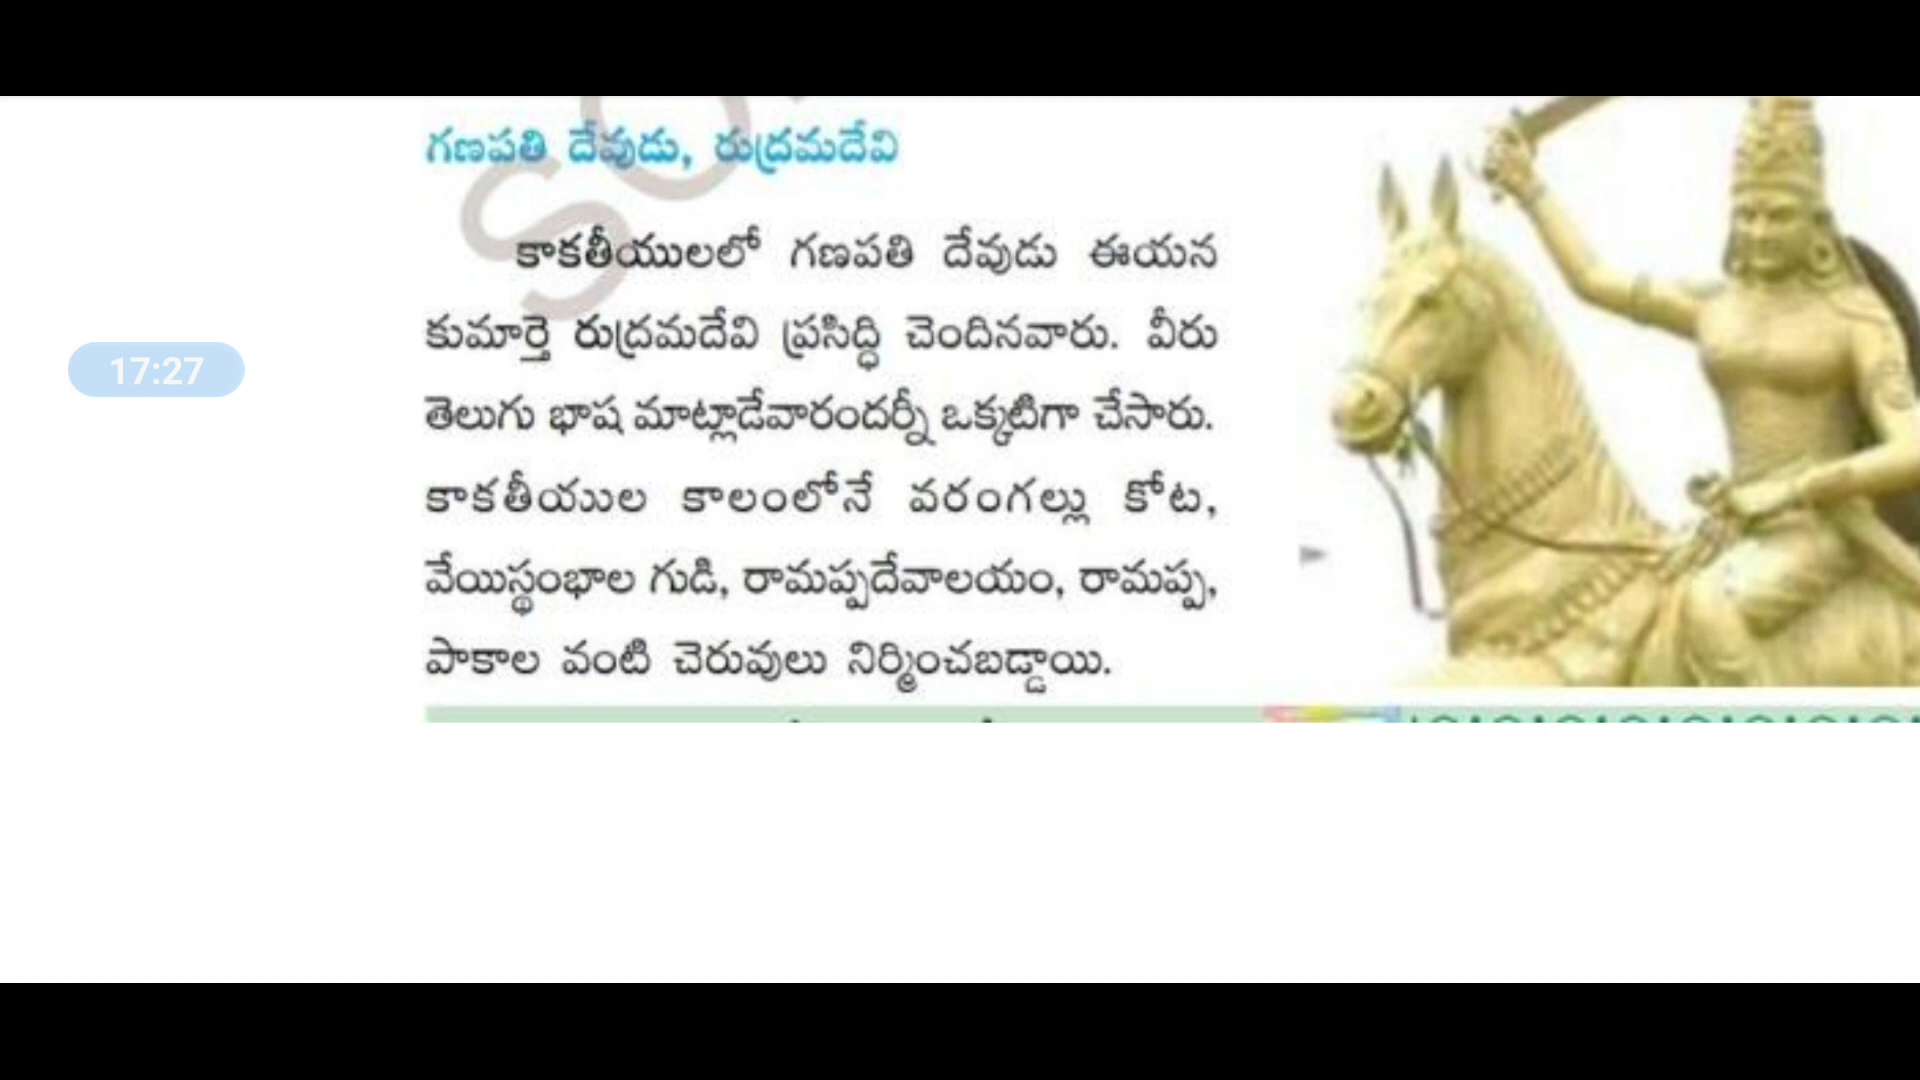 గణపతి దేవుడు, రుద్రమదేవి
కాకతీయులలో గణపతి దేవుడు ఈయన
కుమార్తె రుద్రమదేవి ప్రసిద్ధి చెందినవారు. వీరు
తెలుగు భాష మాట్లాడేవారందర్నీ ఒక్కటిగా చేసారు.
కాకతీయుల కాలంలోనే వరంగల్లు కోట,
వేయిస్థంభాల గుడి, రామప్పదేవాలయం, రామప్ప,
పాకాల వంటి చెరువులు నిర్మించబడ్డాయి.
17:27